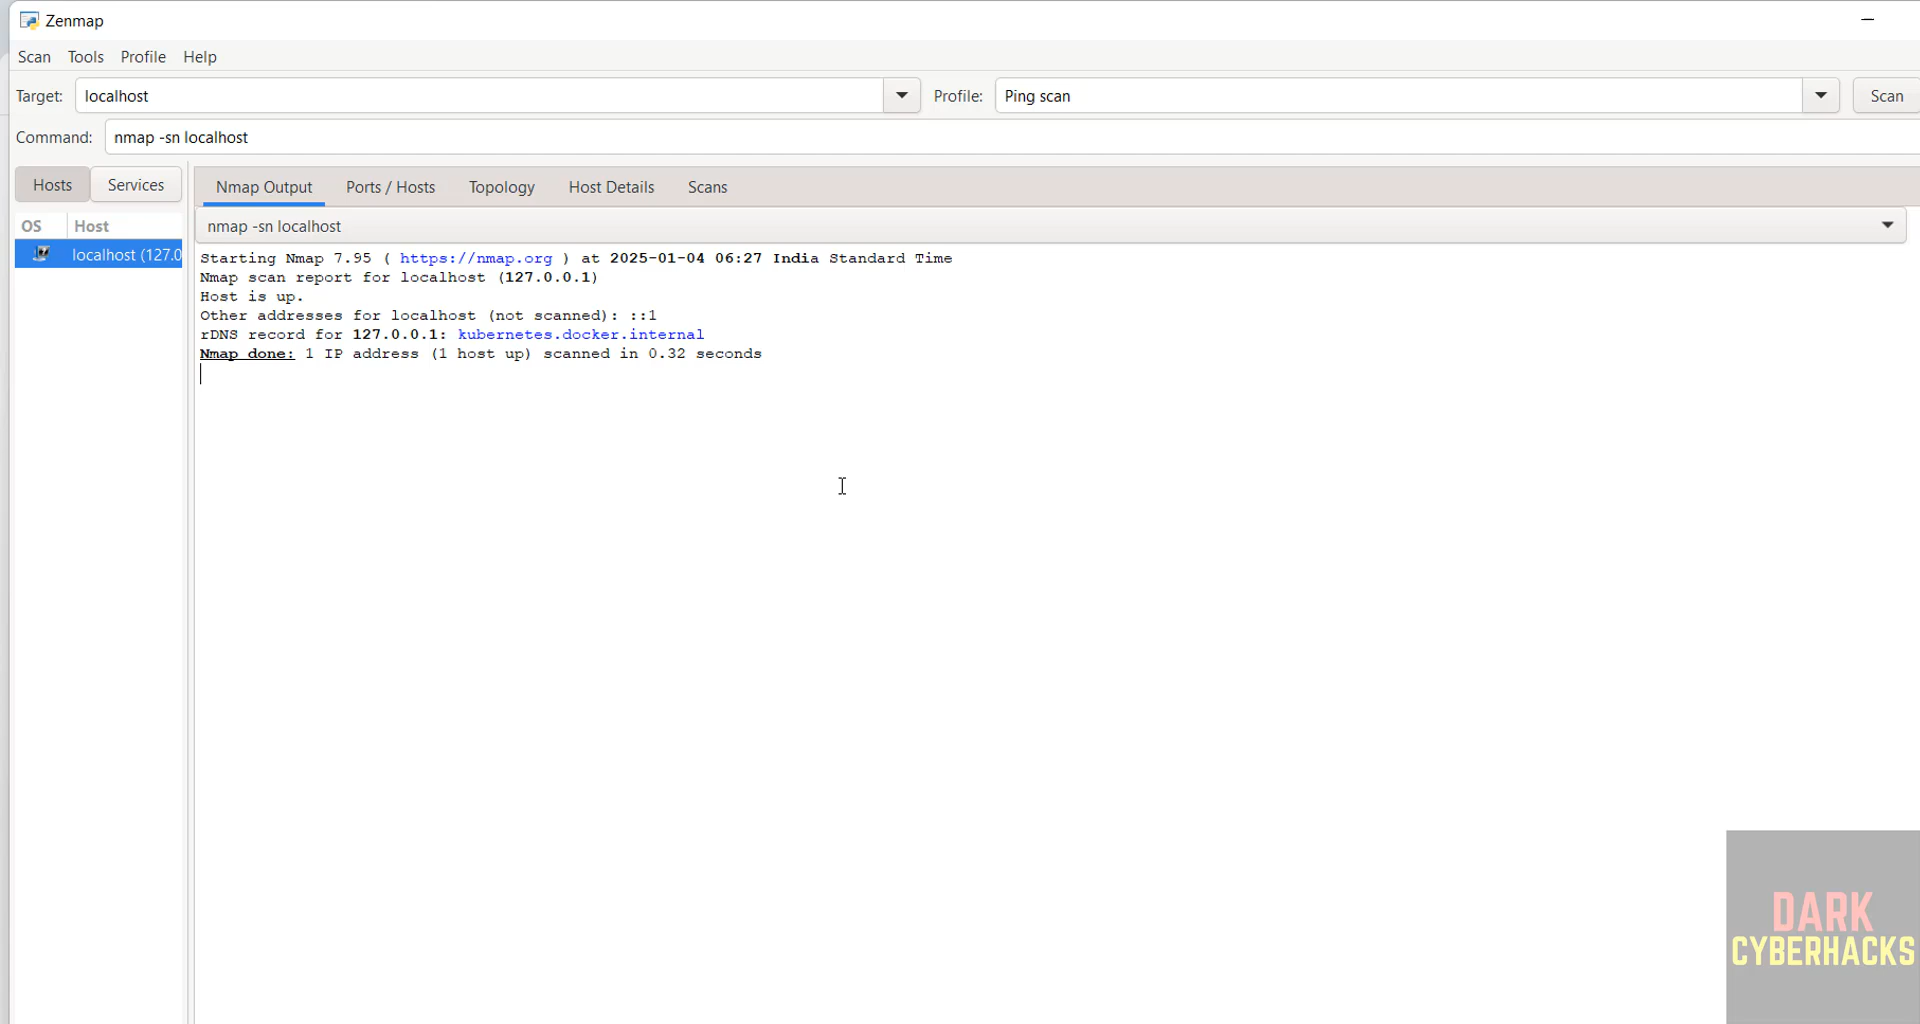 Zenmap
Scan Tools Profile Help
Target: localhost Profile: Ping scan Scan
Command: nmap -sn localhost
Hosts Services
Nmap Output Ports / Hosts Topology Host Details Scans
OS Host
localhost (127.0
nmap -sn localhost
Starting Nmap 7.95 ( https://nmap.org ) at 2025-01-04 06:27 India Standard Time
Nmap scan report for localhost (127.0.0.1)
Host is up.
Other addresses for localhost (not scanned): ::1
rDNS record for 127.0.0.1: kubernetes.docker.internal
Nmap done: 1 IP address (1 host up) scanned in 0.32 seconds
DARK
CYBERHACKS